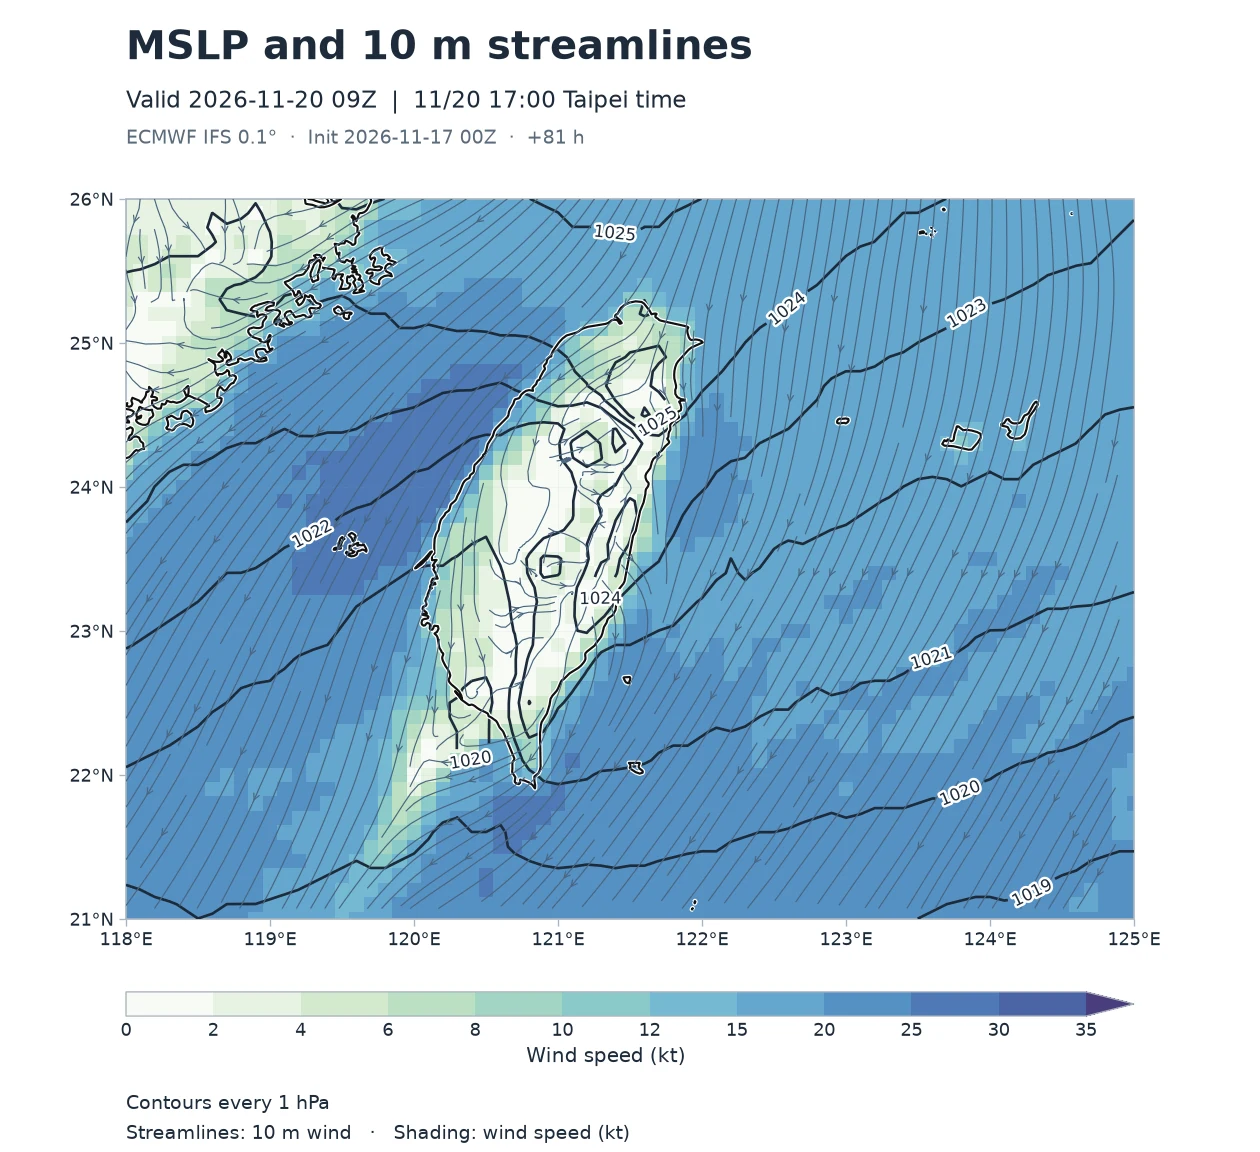 MSLP and 10 m streamlines
Valid 2026-11-20 09Z | 11/20 17:00 Taipei time
ECMWF IFS 0.1° · Init 2026-11-17 00Z · +81 h
26°N
25°N
24°N
23°N
22°N
21°N
1025
1024
1023
1025
1022
1024
1021
1020
1020
1019
118°E 119°E 120°E 121°E 122°E 123°E 124°E 125°E
0 2 4 6 8 10 12 15 20 25 30 35
Wind speed (kt)
Contours every 1 hPa
Streamlines: 10 m wind · Shading: wind speed (kt)